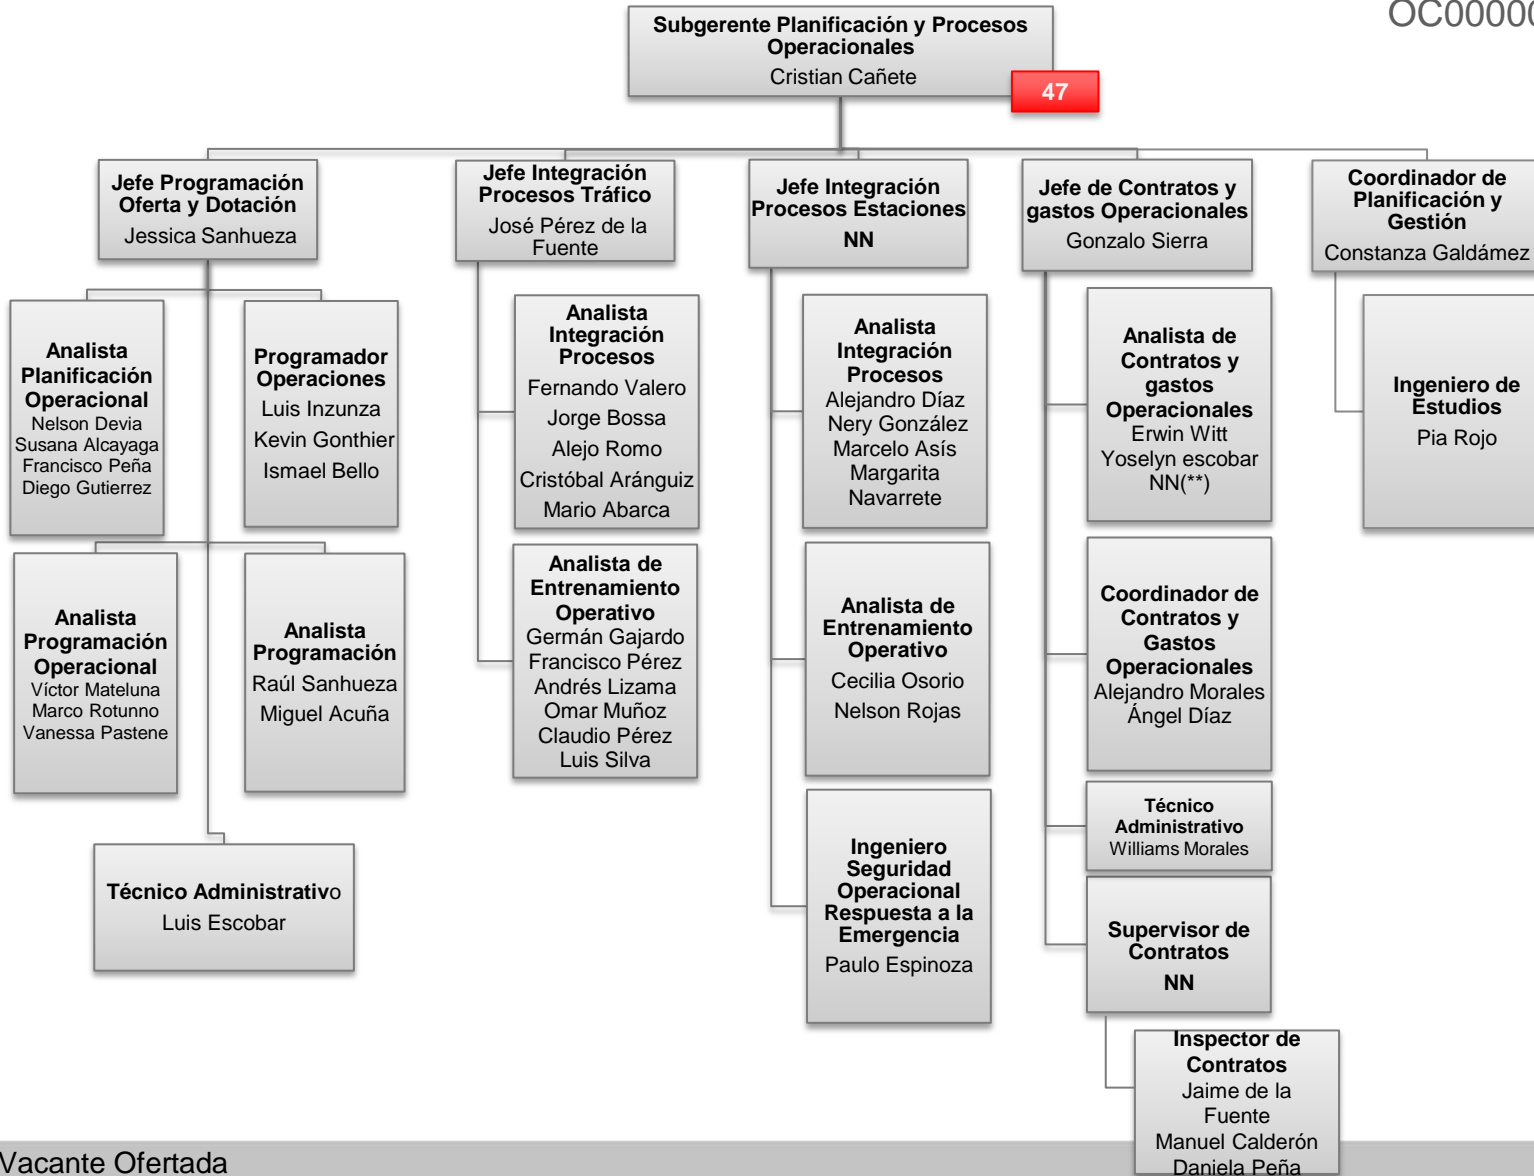 OC00000
Subgerente Planificación y Procesos
Operacionales
Cristian Cañete
47
Jefe Programación
Oferta y Dotación
Jessica Sanhueza
Jefe Integración
Procesos Tráfico
José Pérez de la
Fuente
Jefe Integración
Procesos Estaciones
NN
Jefe de Contratos y
gastos Operacionales
Gonzalo Sierra
Coordinador de
Planificación y
Gestión
Constanza Galdámez
Analista
Planificación
Operacional
Nelson Devia
Susana Alcayaga
Francisco Peña
Diego Gutierrez
Programador
Operaciones
Luis Inzunza
Kevin Gonthier
Ismael Bello
Analista
Integración
Procesos
Fernando Valero
Jorge Bossa
Alejo Romo
Cristóbal Aránguiz
Mario Abarca
Analista
Integración
Procesos
Alejandro Díaz
Nery González
Marcelo Asís
Margarita
Navarrete
Analista de
Contratos y
gastos
Operacionales
Erwin Witt
Yoselyn escobar
NN(**)
Ingeniero de
Estudios
Pia Rojo
Analista
Programación
Operacional
Víctor Mateluna
Marco Rotunno
Vanessa Pastene
Analista
Programación
Raúl Sanhueza
Miguel Acuña
Analista de
Entrenamiento
Operativo
Germán Gajardo
Francisco Pérez
Andrés Lizama
Omar Muñoz
Claudio Pérez
Luis Silva
Analista de
Entrenamiento
Operativo
Cecilia Osorio
Nelson Rojas
Coordinador de
Contratos y
Gastos
Operacionales
Alejandro Morales
Ángel Díaz
Técnico Administrativo
Luis Escobar
Ingeniero
Seguridad
Operacional
Respuesta a la
Emergencia
Paulo Espinoza
Técnico
Administrativo
Williams Morales
Supervisor de
Contratos
NN
Inspector de
Contratos
Jaime de la
Fuente
Manuel Calderón
Daniela Peña
Vacante Ofertada